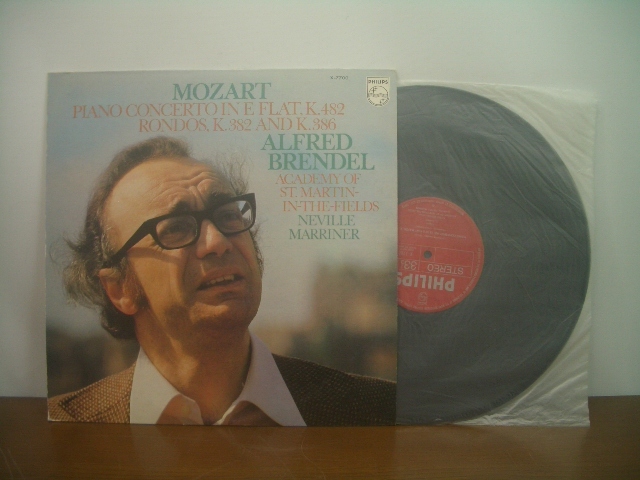 PHILIPS
MOZART
PIANO CONCERTO IN E FLAT, K.482
RONDOS, K.382 AND K.386
ALFRED
BRENDEL
ACADEMY OF
ST. MARTIN-
IN-THE-FIELDS
NEVILLE
MARRINER
STEREO 33
PHILIPS